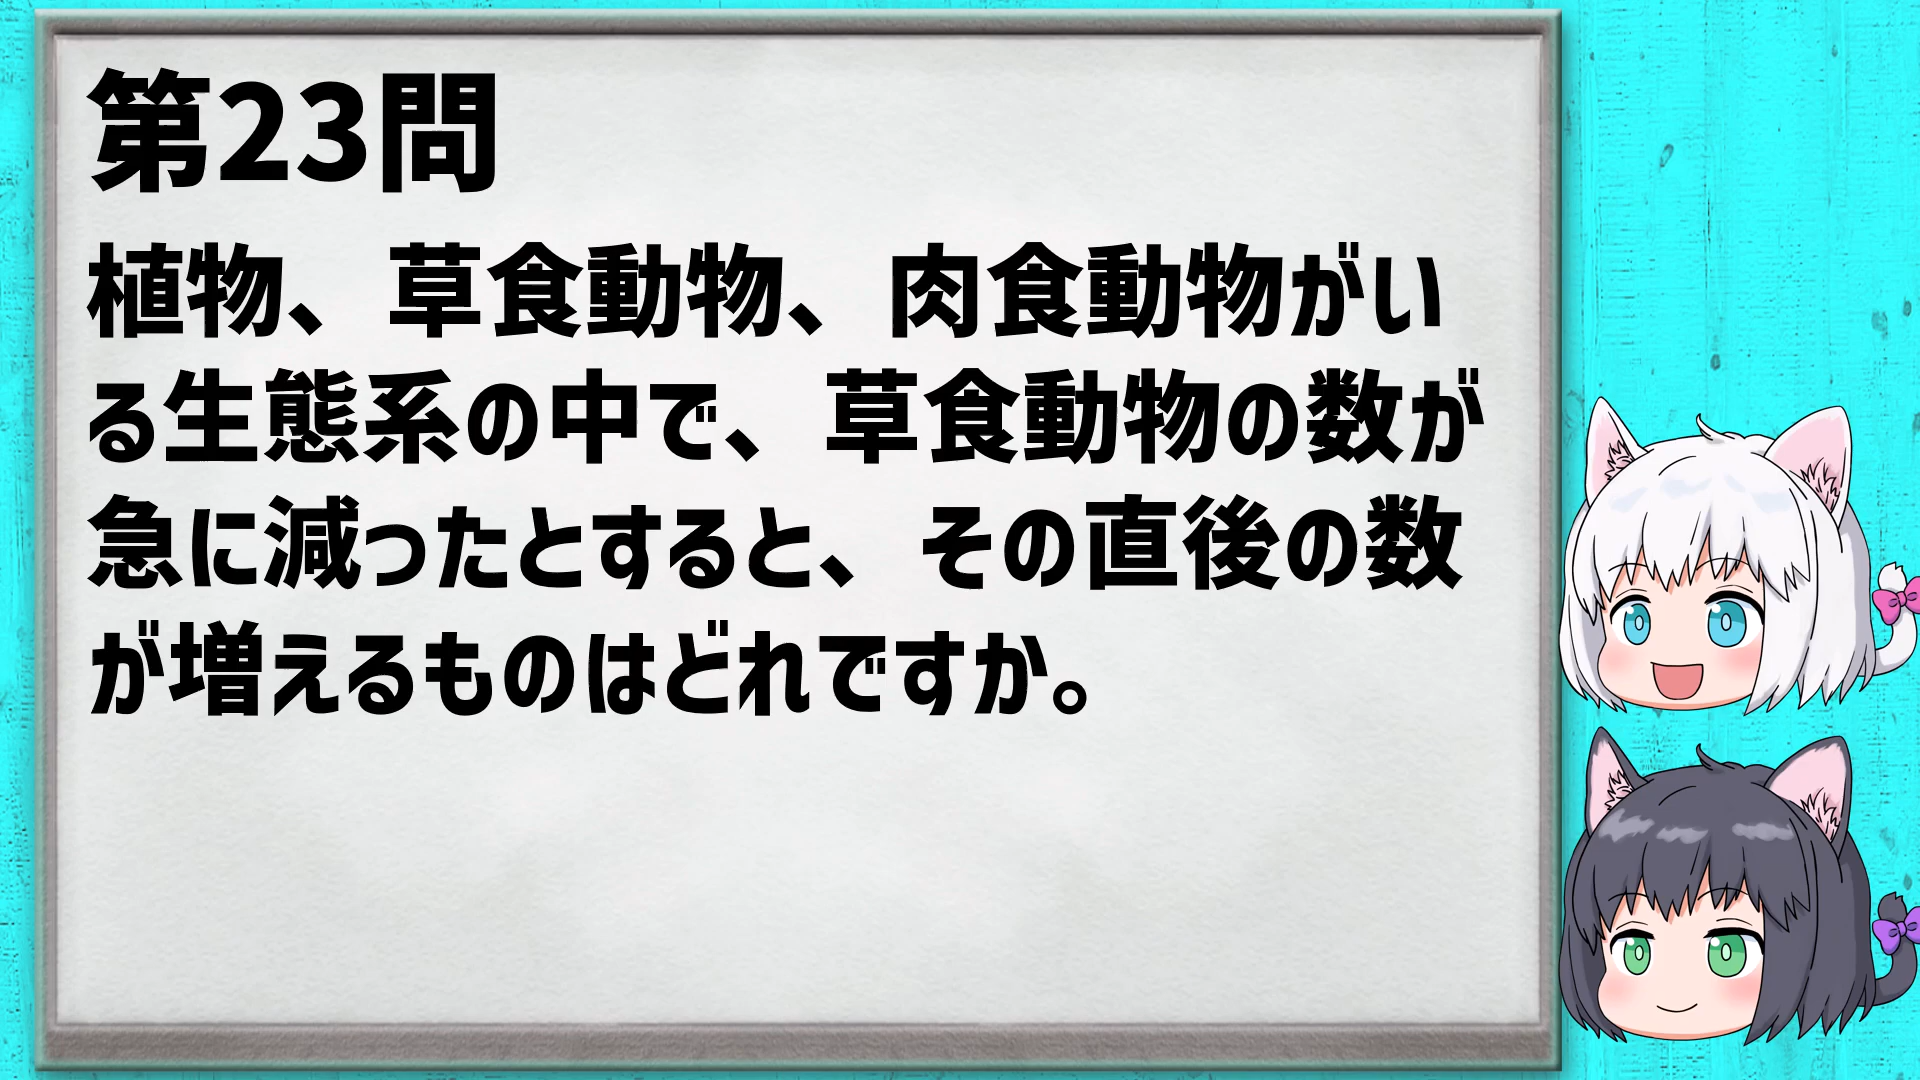 第23問
植物、草食動物、肉食動物がい
る生態系の中で、草食動物の数が
急に減ったとすると、その直後の数
が増えるものはどれですか。